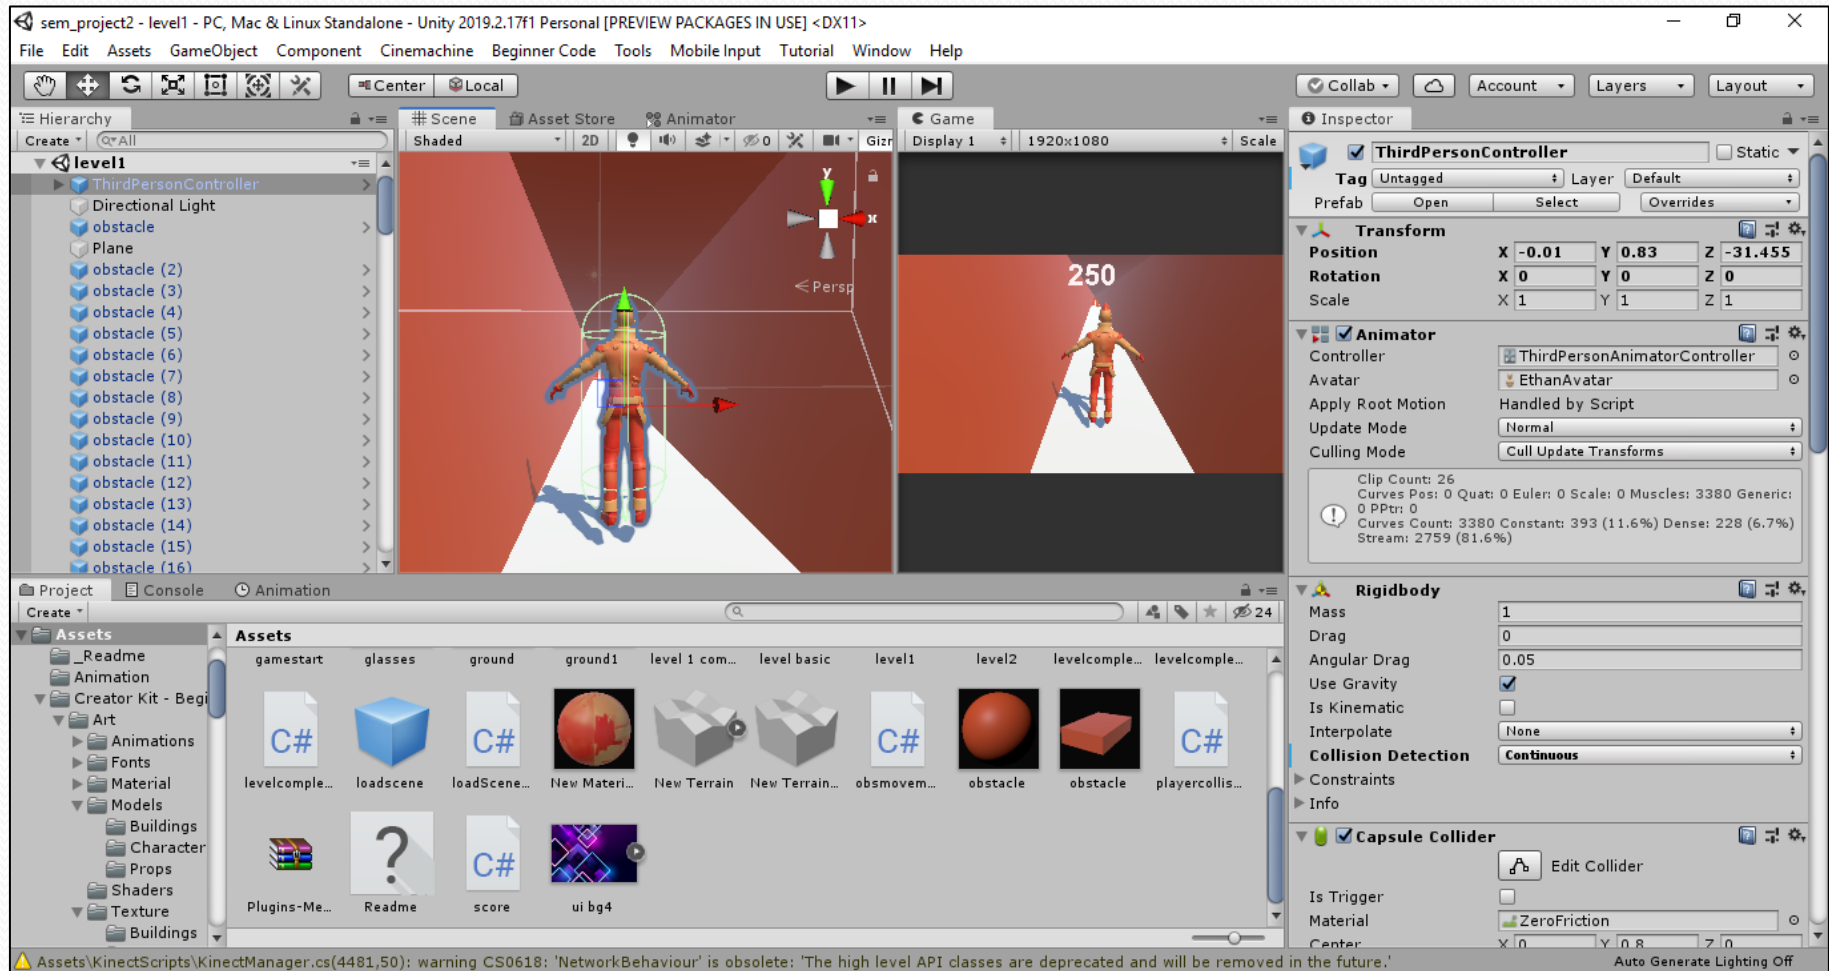 sem_project2 - level1 - PC, Mac & Linux Standalone - Unity 2019.2.17f1 Personal [PREVIEW PACKAGES IN USE] <DX11>
File Edit Assets GameObject Component Cinemachine Beginner Code Tools Mobile Input Tutorial Window Help
Center Local Collab Account Layers Layout
Hierarchy
Create All
level1
ThirdPersonController
Directional Light
obstacle
Plane
obstacle (2)
obstacle (3)
obstacle (4)
obstacle (5)
obstacle (6)
obstacle (7)
obstacle (8)
obstacle (9)
obstacle (10)
obstacle (11)
obstacle (12)
obstacle (13)
obstacle (14)
obstacle (15)
obstacle (16)
Scene Asset Store Animator
Shaded 2D 0 Gizr
y
x
Persp
Game
Display 1 1920x1080 Scale
250
Inspector
ThirdPersonController Static
Tag Untagged Layer Default
Prefab Open Select Overrides
Transform
Position X -0.01 Y 0.83 Z -31.455
Rotation X 0 Y 0 Z 0
Scale X 1 Y 1 Z 1
Animator
Controller ThirdPersonAnimatorController
Avatar EthanAvatar
Apply Root Motion Handled by Script
Update Mode Normal
Culling Mode Cull Update Transforms
Clip Count: 26
Curves Pos: 0 Quat: 0 Euler: 0 Scale: 0 Muscles: 3380 Generic:
0 PPtr: 0
Curves Count: 3380 Constant: 393 (11.6%) Dense: 228 (6.7%)
Stream: 2759 (81.6%)
Rigidbody
Mass 1
Drag 0
Angular Drag 0.05
Use Gravity
Is Kinematic
Interpolate None
Collision Detection Continuous
Constraints
Info
Capsule Collider
Edit Collider
Is Trigger
Material ZeroFriction
Center X 0 Y 0.8 Z 0
Project Console Animation
Create 24
Assets
_Readme
Animation
Creator Kit - Begi
Art
Animations
Fonts
Material
Models
Buildings
Character
Props
Shaders
Texture
Buildings
Assets
gamestart glasses ground ground1 level 1 com... level basic level1 level2 levelcomple... levelcomple...
C# C# C# C#
levelcomple... loadscene loadScene... New Materi... New Terrain New Terrain... obsmovem... obstacle obstacle playercollis...
? C#
Plugins-Me... Readme score ui bg4
Assets\KinectScripts\KinectManager.cs(4481,50): warning CS0618: 'NetworkBehaviour' is obsolete: 'The high level API classes are deprecated and will be removed in the future.'
Auto Generate Lighting Off